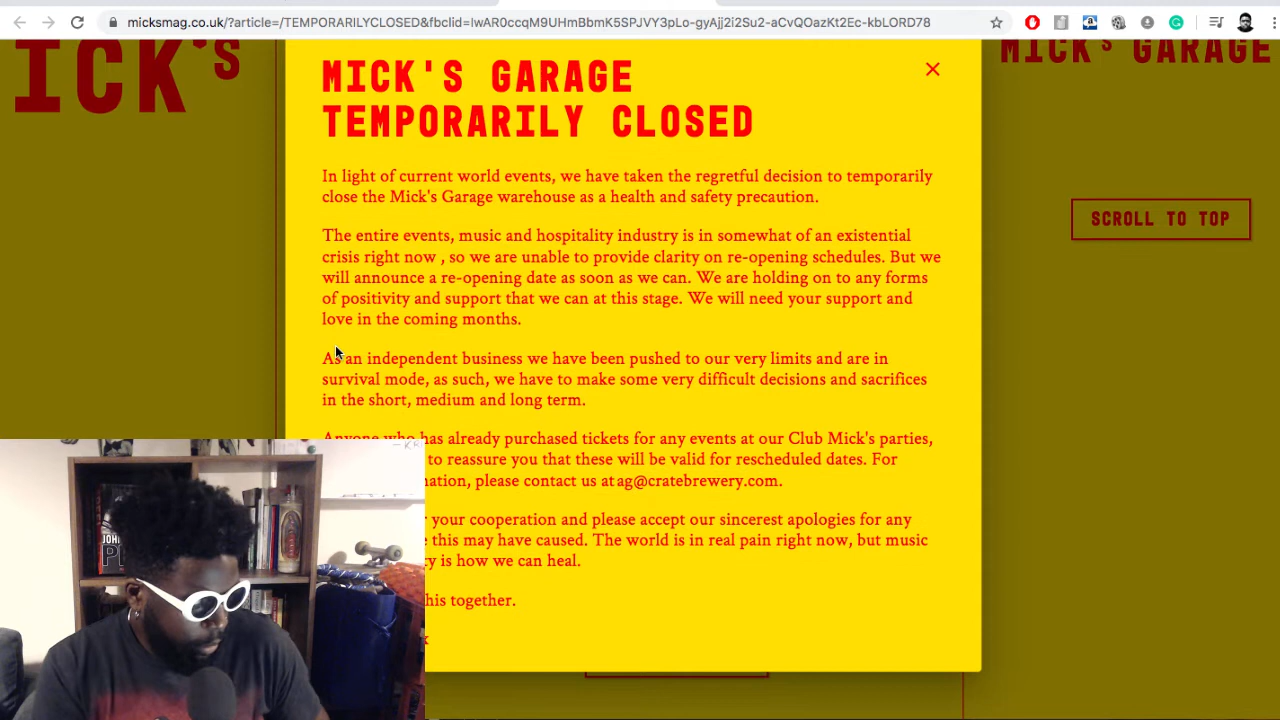 micksmag.co.uk/?article=/TEMPORARILYCLOSED&fbclid=IwAR0ccqM9UHmBbmK5SPJVY3pLo-gyAjj2i2Su2-aCvQOazKt2Ec-kbLORD78
ICK's
MICK's GARAGE
MICK'S GARAGE
TEMPORARILY CLOSED
SCROLL TO TOP
In light of current world events, we have taken the regretful decision to temporarily
close the Mick's Garage warehouse as a health and safety precaution.
The entire events, music and hospitality industry is in somewhat of an existential
crisis right now , so we are unable to provide clarity on re-opening schedules. But we
will announce a re-opening date as soon as we can. We are holding on to any forms
of positivity and support that we can at this stage. We will need your support and
love in the coming months.
As an independent business we have been pushed to our very limits and are in
survival mode, as such, we have to make some very difficult decisions and sacrifices
in the short, medium and long term.
Anyone who has already purchased tickets for any events at our Club Mick's parties,
to reassure you that these will be valid for rescheduled dates. For
please contact us at ag@cratebrewery.com.
your cooperation and please accept our sincerest apologies for any
this may have caused. The world is in real pain right now, but music
is how we can heal.
this together.
JOHN